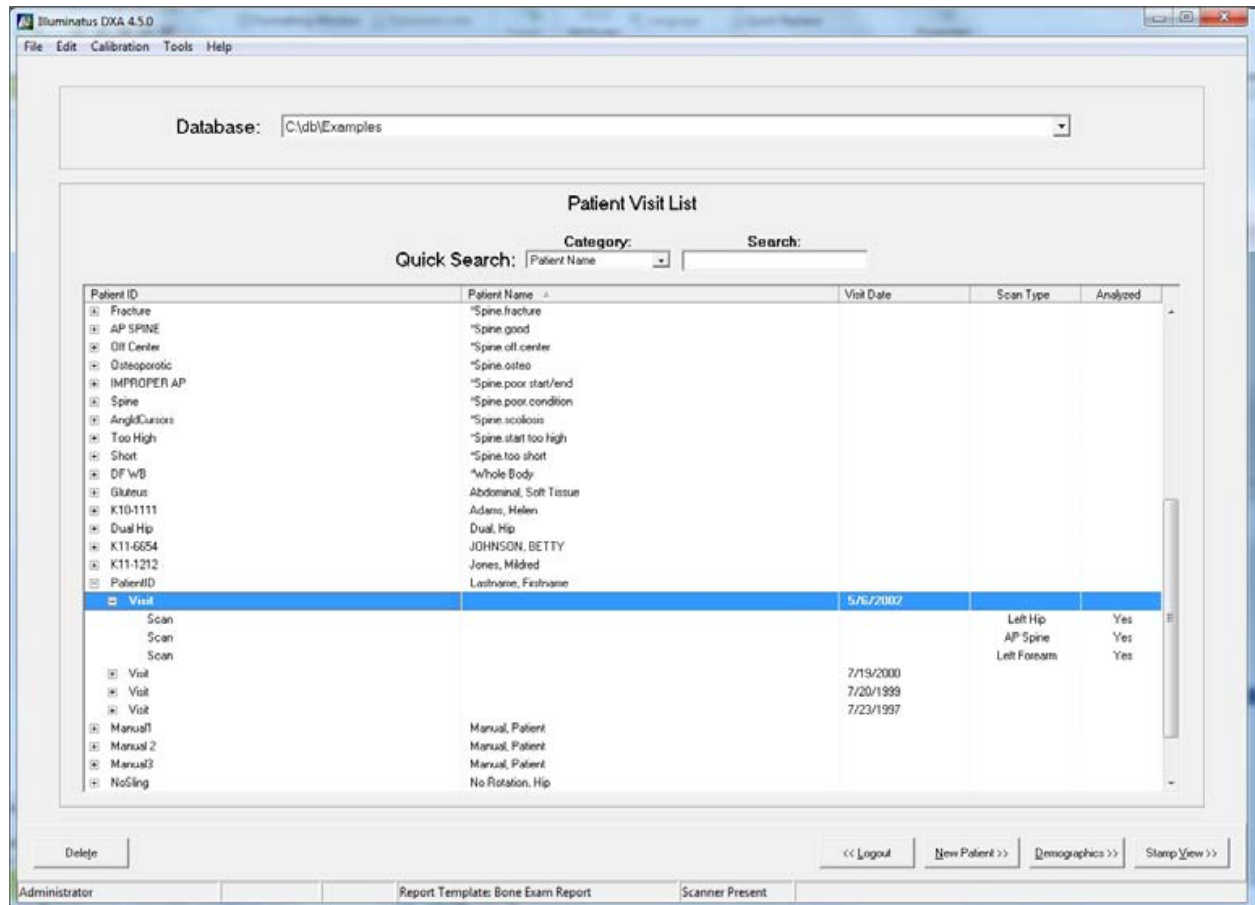 Illuminatus DXA 4.5.0
File Edit Calibration Tools Help
Database: C:\db\Examples
Patient Visit List
Category: Search:
Quick Search: Patient Name
Patient ID Patient Name Visit Date Scan Type Analyzed
Fracture *Spine.fracture
AP SPINE *Spine.good
Off Center *Spine.off.center
Osteoporotic *Spine.osteo
IMPROPER AP *Spine.poor start/end
Spine *Spine.poor.condition
AngldCursors *Spine.scoliosis
Too High *Spine.start too high
Short *Spine.too short
DF WB *Whole Body
Gluteus Abdominal, Soft Tissue
K10-1111 Adams, Helen
Dual Hip Dual, Hip
K11-6654 JOHNSON, BETTY
K11-1212 Jones, Mildred
PatientID Lastname, Firstname
Visit 5/6/2002
Scan Left Hip Yes
Scan AP Spine Yes
Scan Left Forearm Yes
Visit 7/19/2000
Visit 7/20/1999
Visit 7/23/1997
Manual1 Manual, Patient
Manual 2 Manual, Patient
Manual3 Manual, Patient
NoSling No Rotation, Hip
Delete << Logout New Patient >> Demographics >> Stamp View >>
Administrator Report Template: Bone Exam Report Scanner Present